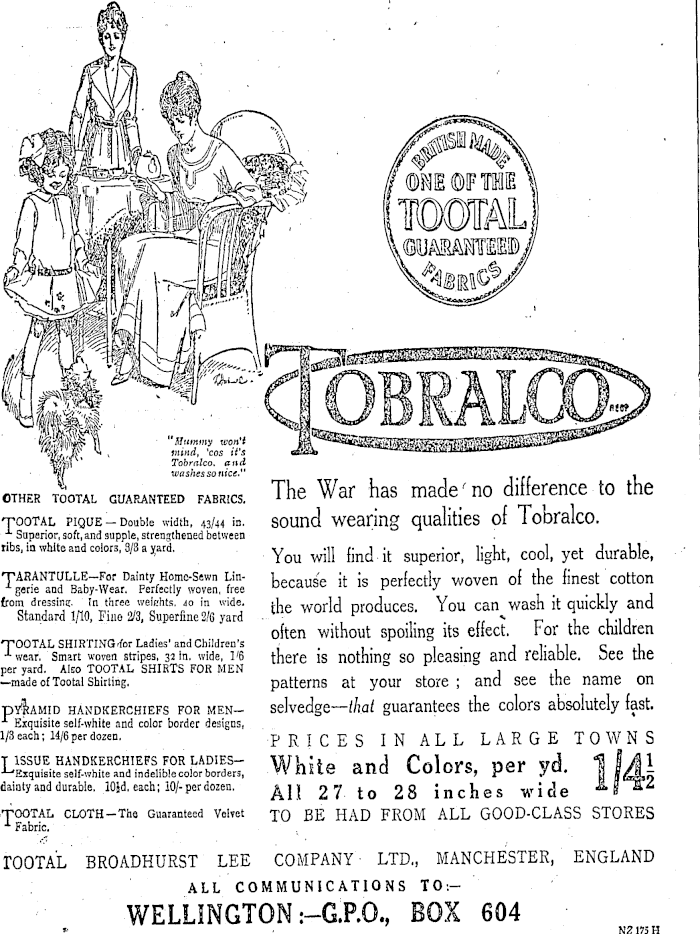 BRITISH MADE
ONE OF THE
TOOTAL
GUARANTEED
FABRICS
TOBRALCO
REGD
"Mummy won't
mind, 'cos it's
Tobralco. and
washes so nice."
OTHER TOOTAL GUARANTEED FABRICS.
TOOTAL PIQUE — Double width, 43/44 in.
Superior, soft, and supple, strengthened between
ribs, in white and colors, 3/3 a yard.
TARANTULLE—For Dainty Home-Sewn Lin-
gerie and Baby-Wear. Perfectly woven, free
from dressing. In three weights. 40 in wide.
Standard 1/10, Fine 2/3, Superfine 2/6 yard
TOOTAL SHIRTING for Ladies' and Children's
wear. Smart woven stripes, 32 in. wide, 1/6
per yard. Also TOOTAL SHIRTS FOR MEN
—made of Tootal Shirting.
PYRAMID HANDKERCHIEFS FOR MEN—
Exquisite self-white and color border designs,
1/3 each; 14/6 per dozen.
LISSUE HANDKERCHIEFS FOR LADIES—
Exquisite self-white and indelible color borders,
dainty and durable. 10½d. each; 10/- per dozen.
TOOTAL CLOTH—The Guaranteed Velvet
Fabric.
The War has made no difference to the
sound wearing qualities of Tobralco.
You will find it superior, light, cool, yet durable,
because it is perfectly woven of the finest cotton
the world produces. You can wash it quickly and
often without spoiling its effect. For the children
there is nothing so pleasing and reliable. See the
patterns at your store; and see the name on
selvedge—that guarantees the colors absolutely fast.
PRICES IN ALL LARGE TOWNS
White and Colors, per yd.
All 27 to 28 inches wide
1/4½
TO BE HAD FROM ALL GOOD-CLASS STORES
TOOTAL BROADHURST LEE COMPANY LTD., MANCHESTER, ENGLAND
ALL COMMUNICATIONS TO:—
WELLINGTON:—G.P.O., BOX 604
NZ 175 H